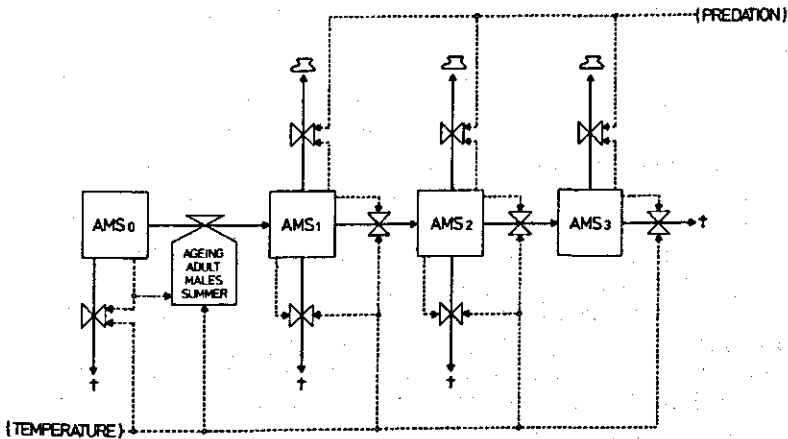 (PREDATION)
AMS0
AGEING
ADULT
MALES
SUMMER
AMS1
AMS2
AMS3
†
†
†
†
(TEMPERATURE)